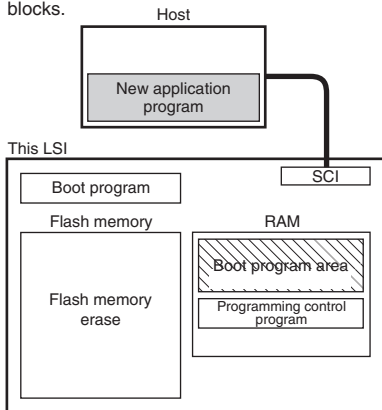 blocks.
Host
New application
program
This LSI
SCI
Boot program
Flash memory
RAM
Boot program area
Flash memory
erase
Programming control
program